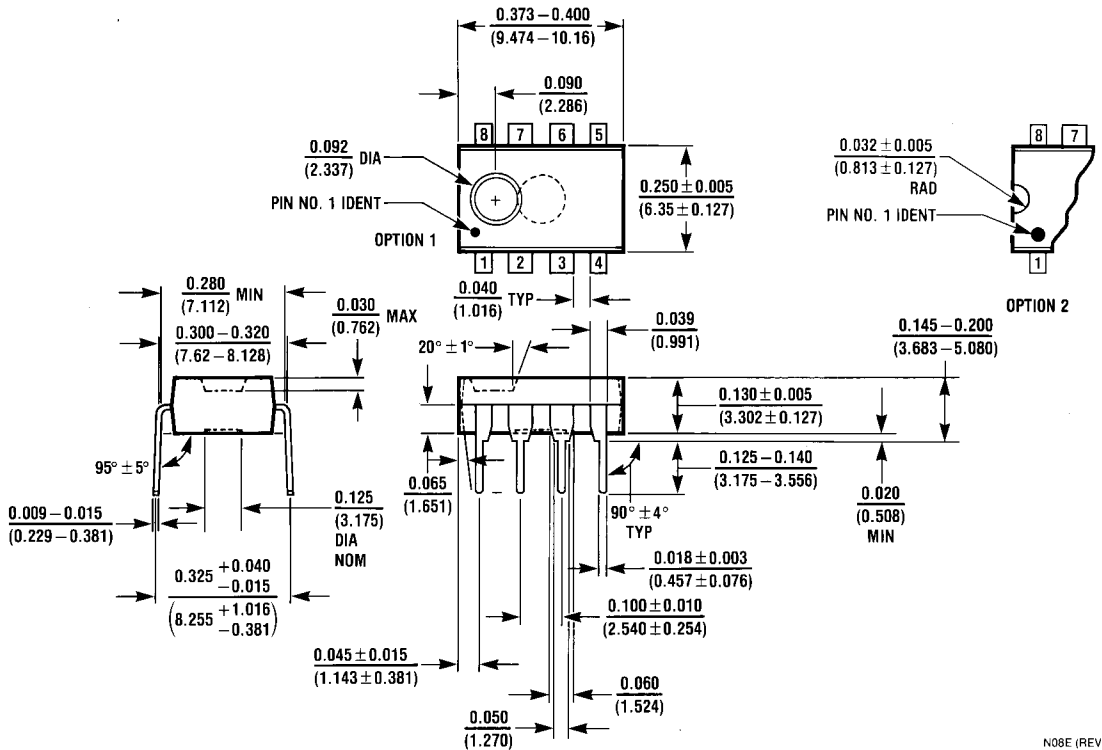 0.373 – 0.400
(9.474 – 10.16)
0.090
(2.286)
8 7 6 5
0.092 DIA
(2.337)
PIN NO. 1 IDENT
OPTION 1
0.250 ± 0.005
(6.35 ± 0.127)
1 2 3 4
8 7
0.032 ± 0.005
(0.813 ± 0.127)
RAD
PIN NO. 1 IDENT
1
OPTION 2
0.280 MIN
(7.112)
0.300 – 0.320
(7.62 – 8.128)
0.030 MAX
(0.762)
0.040 TYP
(1.016)
0.039
(0.991)
20° ± 1°
0.145 – 0.200
(3.683 – 5.080)
0.130 ± 0.005
(3.302 ± 0.127)
0.125 – 0.140
(3.175 – 3.556)
0.020
(0.508)
MIN
95° ± 5°
0.009 – 0.015
(0.229 – 0.381)
0.125
(3.175)
DIA
NOM
0.065
(1.651)
90° ± 4°
TYP
0.325 +0.040
–0.015
(8.255 +1.016
–0.381)
0.018 ± 0.003
(0.457 ± 0.076)
0.100 ± 0.010
(2.540 ± 0.254)
0.045 ± 0.015
(1.143 ± 0.381)
0.060
(1.524)
0.050
(1.270)
N08E (REV